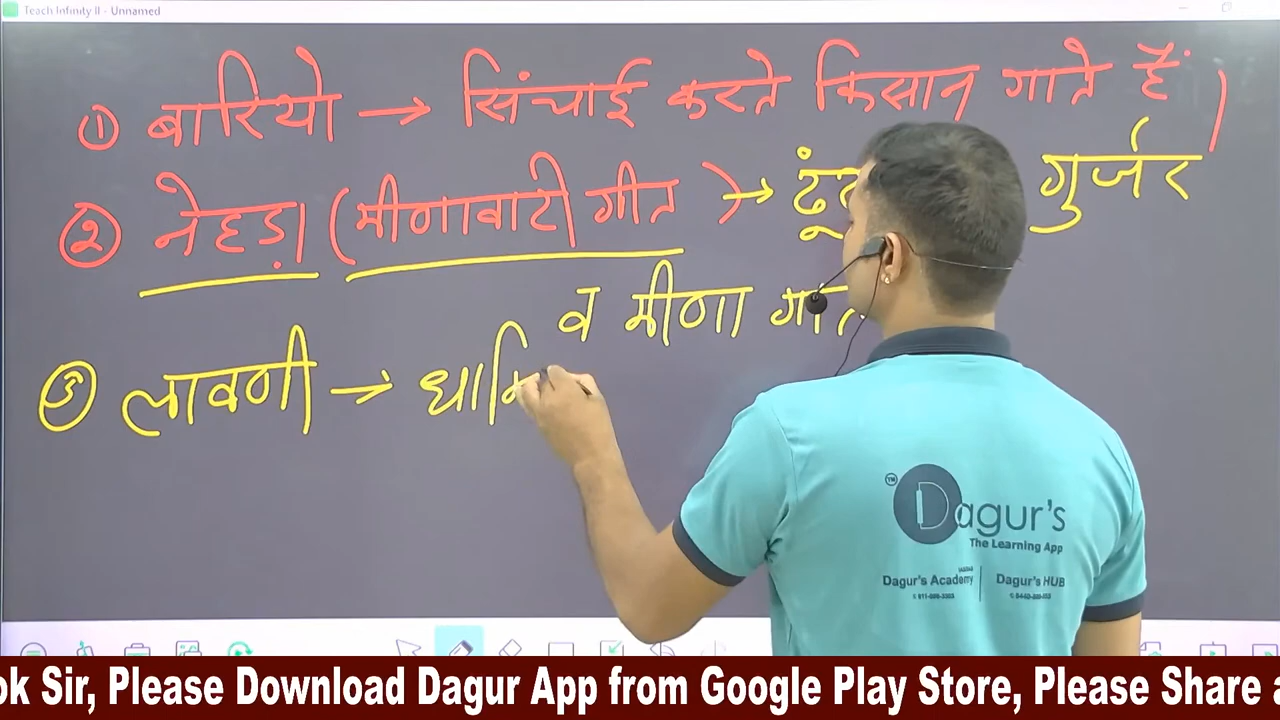 Teach Infinity II - Unnamed
① बारियो → सिंचाई करते किसान गाते हैं।
② नेहड़ा (मीणावाटी गीत) → गुर्जर
व मीणा
③ लावणी →
Dagur's
The Learning App
Dagur's Academy | Dagur's HUB
ok Sir, Please Download Dagur App from Google Play Store, Please Share